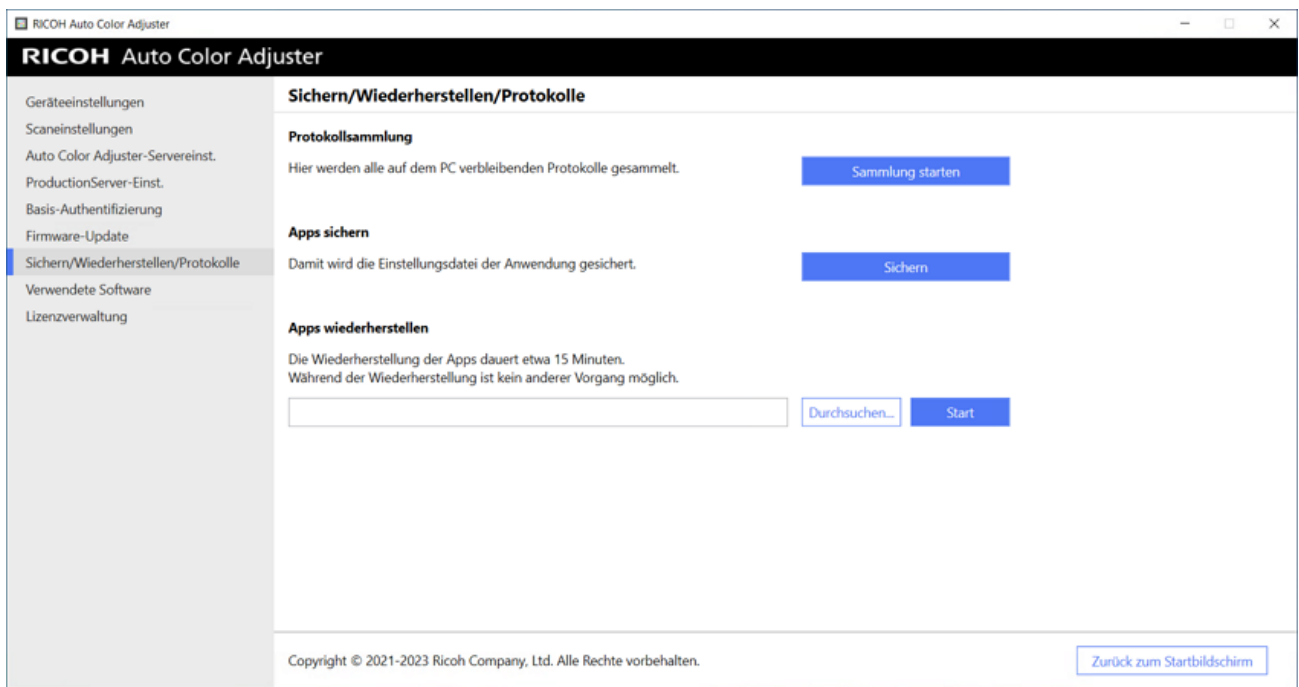 RICOH Auto Color Adjuster
RICOH Auto Color Adjuster
Geräteeinstellungen
Scaneinstellungen
Auto Color Adjuster-Servereinst.
ProductionServer-Einst.
Basis-Authentifizierung
Firmware-Update
Sichern/Wiederherstellen/Protokolle
Verwendete Software
Lizenzverwaltung
Sichern/Wiederherstellen/Protokolle
Protokollsammlung
Hier werden alle auf dem PC verbleibenden Protokolle gesammelt.
Sammlung starten
Apps sichern
Damit wird die Einstellungsdatei der Anwendung gesichert.
Sichern
Apps wiederherstellen
Die Wiederherstellung der Apps dauert etwa 15 Minuten.
Während der Wiederherstellung ist kein anderer Vorgang möglich.
Durchsuchen...
Start
Copyright © 2021-2023 Ricoh Company, Ltd. Alle Rechte vorbehalten.
Zurück zum Startbildschirm